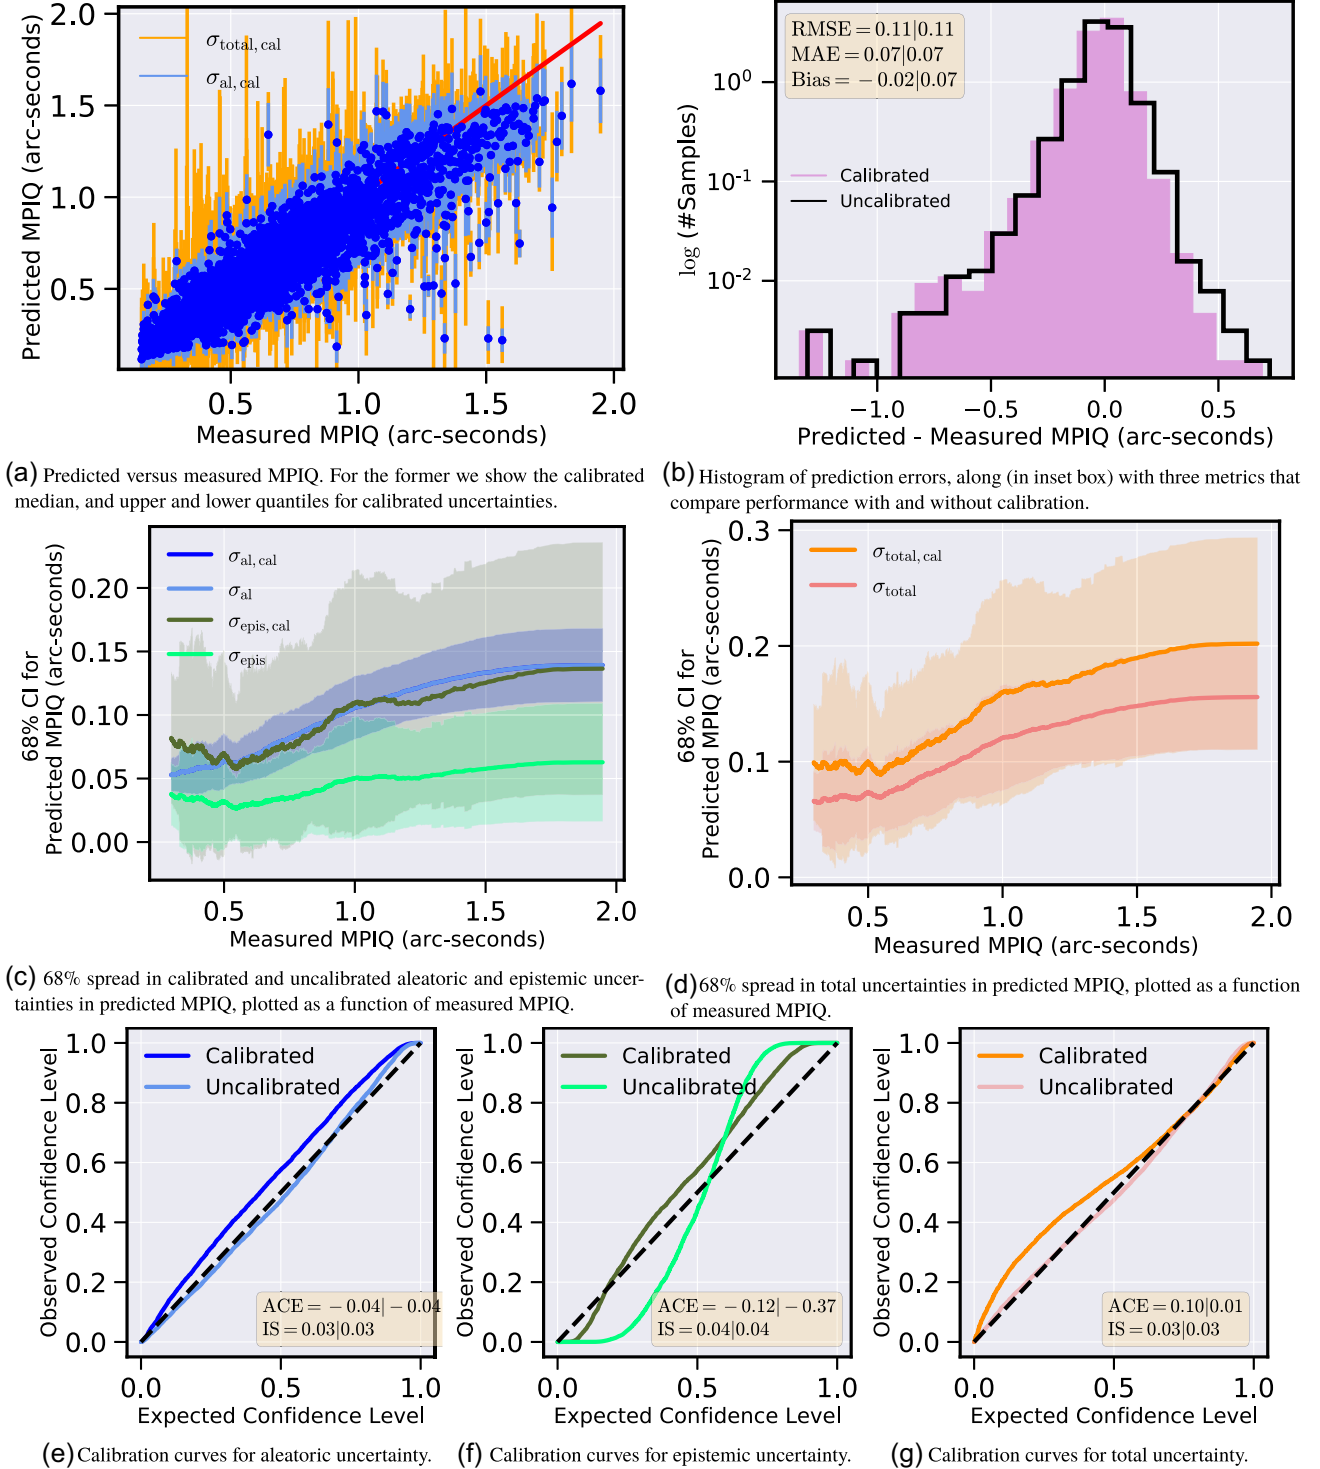 2.0
1.5
1.0
0.5
Predicted MPIQ (arc-seconds)
σtotal, cal
σal, cal
0.5 1.0 1.5 2.0
Measured MPIQ (arc-seconds)
RMSE = 0.11|0.11
MAE = 0.07|0.07
Bias = −0.02|0.07
Calibrated
Uncalibrated
log (#Samples)
10⁰
10⁻¹
10⁻²
−1.0 −0.5 0.0 0.5
Predicted - Measured MPIQ (arc-seconds)
(a) Predicted versus measured MPIQ. For the former we show the calibrated
median, and upper and lower quantiles for calibrated uncertainties.
(b) Histogram of prediction errors, along (in inset box) with three metrics that
compare performance with and without calibration.
68% CI for
Predicted MPIQ (arc-seconds)
0.20
0.15
0.10
0.05
0.00
σal, cal
σal
σepis, cal
σepis
0.5 1.0 1.5 2.0
Measured MPIQ (arc-seconds)
68% CI for
Predicted MPIQ (arc-seconds)
0.3
0.2
0.1
0.0
σtotal, cal
σtotal
0.5 1.0 1.5 2.0
Measured MPIQ (arc-seconds)
(c) 68% spread in calibrated and uncalibrated aleatoric and epistemic uncer-
tainties in predicted MPIQ, plotted as a function of measured MPIQ.
(d) 68% spread in total uncertainties in predicted MPIQ, plotted as a function
of measured MPIQ.
Observed Confidence Level
1.0
0.8
0.6
0.4
0.2
0.0
Calibrated
Uncalibrated
ACE = −0.04| −0.04
IS = 0.03|0.03
0.0 0.5 1.0
Expected Confidence Level
Observed Confidence Level
1.0
0.8
0.6
0.4
0.2
0.0
Calibrated
Uncalibrated
ACE = −0.12| −0.37
IS = 0.04|0.04
0.0 0.5 1.0
Expected Confidence Level
Observed Confidence Level
1.0
0.8
0.6
0.4
0.2
0.0
Calibrated
Uncalibrated
ACE = 0.10|0.01
IS = 0.03|0.03
0.0 0.5 1.0
Expected Confidence Level
(e) Calibration curves for aleatoric uncertainty.
(f) Calibration curves for epistemic uncertainty.
(g) Calibration curves for total uncertainty.